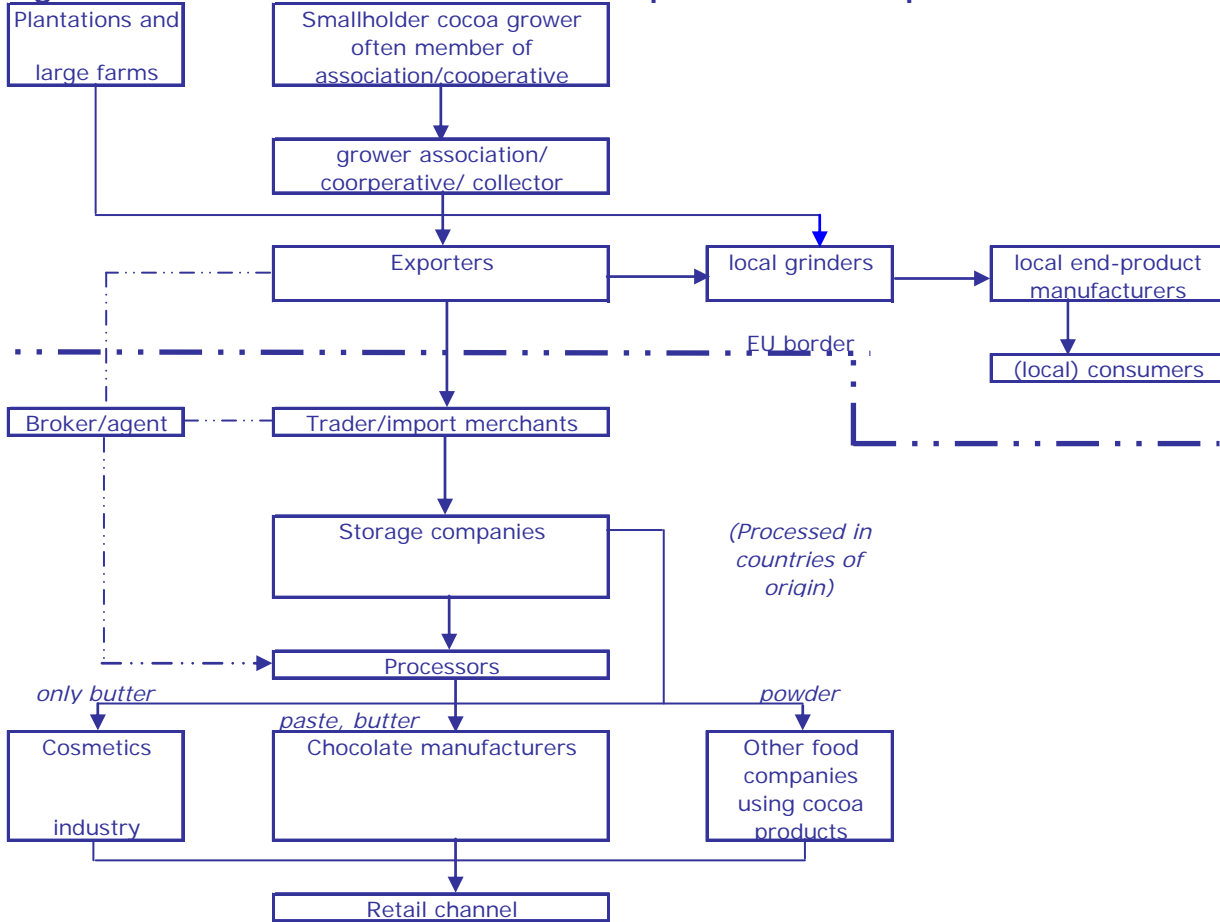 Plantations and
large farms
Smallholder cocoa grower
often member of
association/cooperative
grower association/
coorperative/ collector
Exporters
local grinders
local end-product
manufacturers
EU border
(local) consumers
Broker/agent
Trader/import merchants
Storage companies
(Processed in
countries of
origin)
Processors
only butter
powder
paste, butter
Cosmetics
industry
Chocolate manufacturers
Other food
companies
using cocoa
products
Retail channel